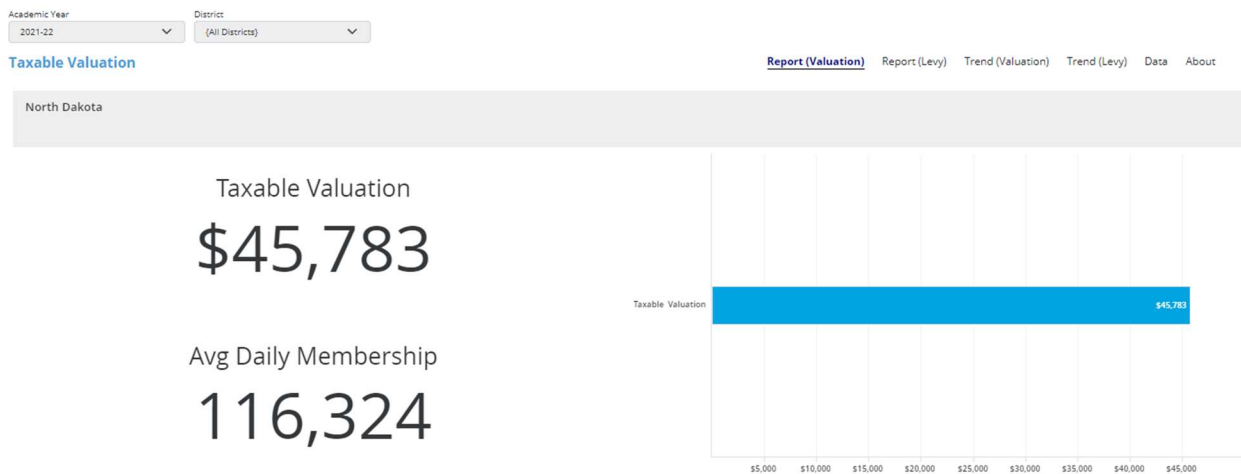 Academic Year
District
2021-22
{All Districts}
Taxable Valuation
Report (Valuation) Report (Levy) Trend (Valuation) Trend (Levy) Data About
North Dakota
Taxable Valuation
$45,783
Taxable Valuation
$45,783
Avg Daily Membership
116,324
$5,000 $10,000 $15,000 $20,000 $25,000 $30,000 $35,000 $40,000 $45,000